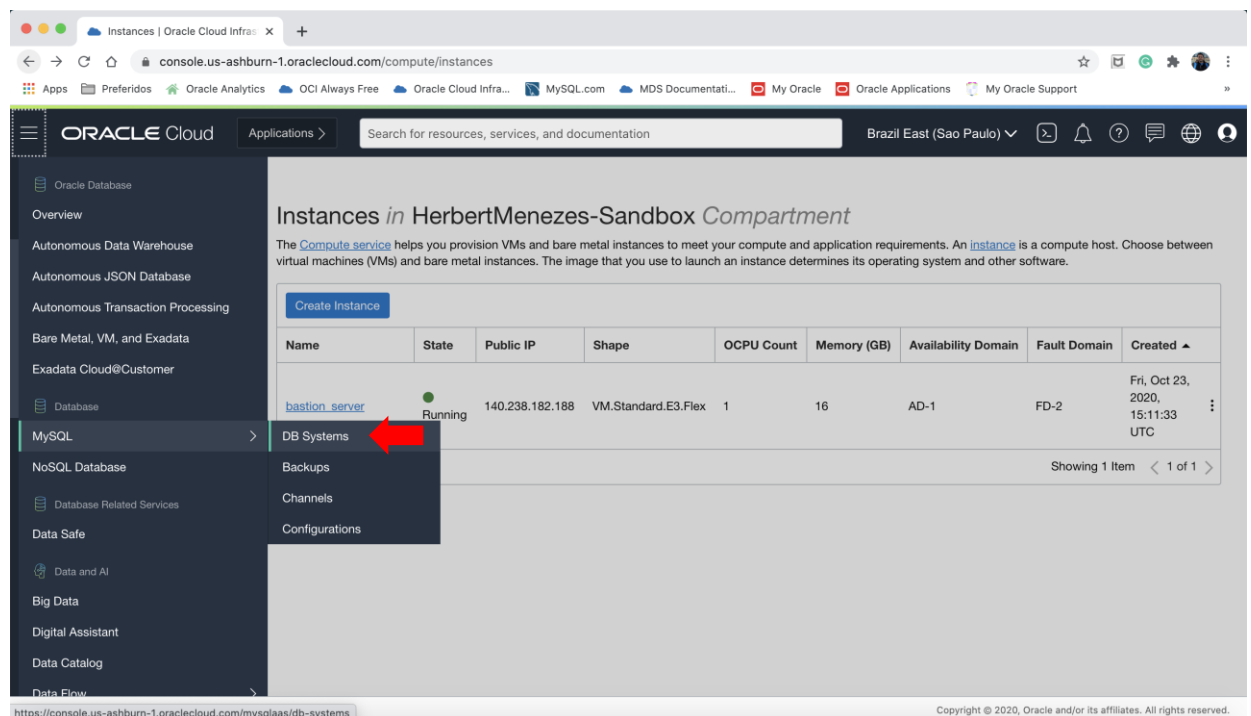 Instances | Oracle Cloud Infras
console.us-ashburn-1.oraclecloud.com/compute/instances
Apps Preferidos Oracle Analytics OCI Always Free Oracle Cloud Infra... MySQL.com MDS Documentati... My Oracle Oracle Applications My Oracle Support »
ORACLE Cloud Applications > Search for resources, services, and documentation Brazil East (Sao Paulo)
Oracle Database
Overview
Autonomous Data Warehouse
Autonomous JSON Database
Autonomous Transaction Processing
Bare Metal, VM, and Exadata
Exadata Cloud@Customer
Database
MySQL >
NoSQL Database
Database Related Services
Data Safe
Data and AI
Big Data
Digital Assistant
Data Catalog
Data Flow >
DB Systems
Backups
Channels
Configurations
Instances in HerbertMenezes-Sandbox Compartment
The Compute service helps you provision VMs and bare metal instances to meet your compute and application requirements. An instance is a compute host. Choose between
virtual machines (VMs) and bare metal instances. The image that you use to launch an instance determines its operating system and other software.
Create Instance
Name State Public IP Shape OCPU Count Memory (GB) Availability Domain Fault Domain Created
bastion_server Running 140.238.182.188 VM.Standard.E3.Flex 1 16 AD-1 FD-2 Fri, Oct 23,
2020,
15:11:33
UTC
Showing 1 Item < 1 of 1 >
https://console.us-ashburn-1.oraclecloud.com/mysqlaas/db-systems
Copyright © 2020, Oracle and/or its affiliates. All rights reserved.